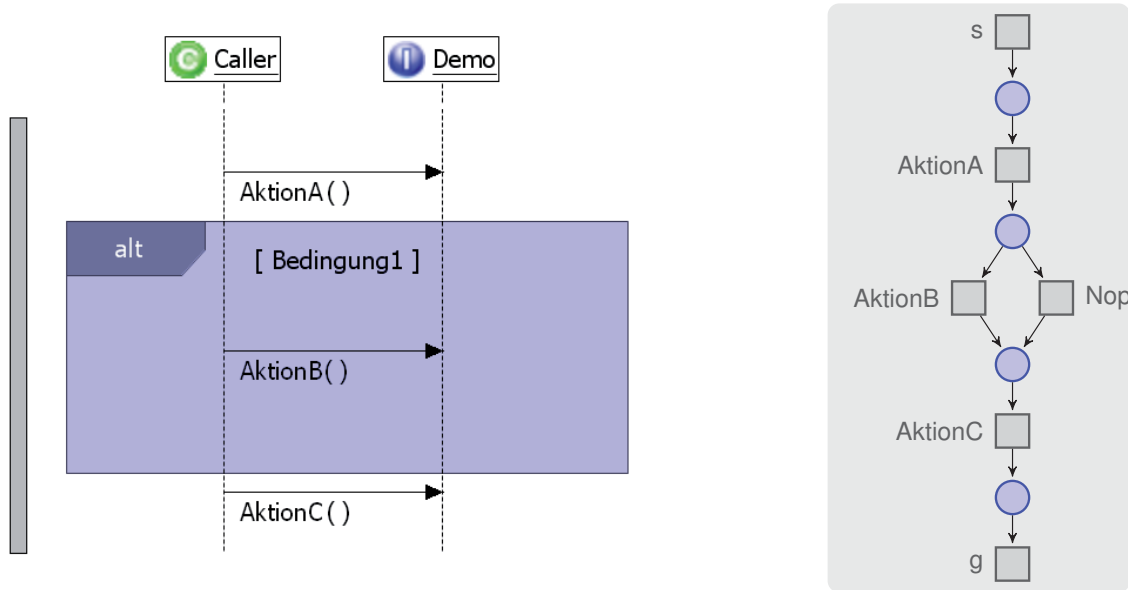 C Caller
I Demo
AktionA( )
alt
[ Bedingung1 ]
AktionB( )
AktionC( )
s
AktionA
AktionB
Nop
AktionC
g